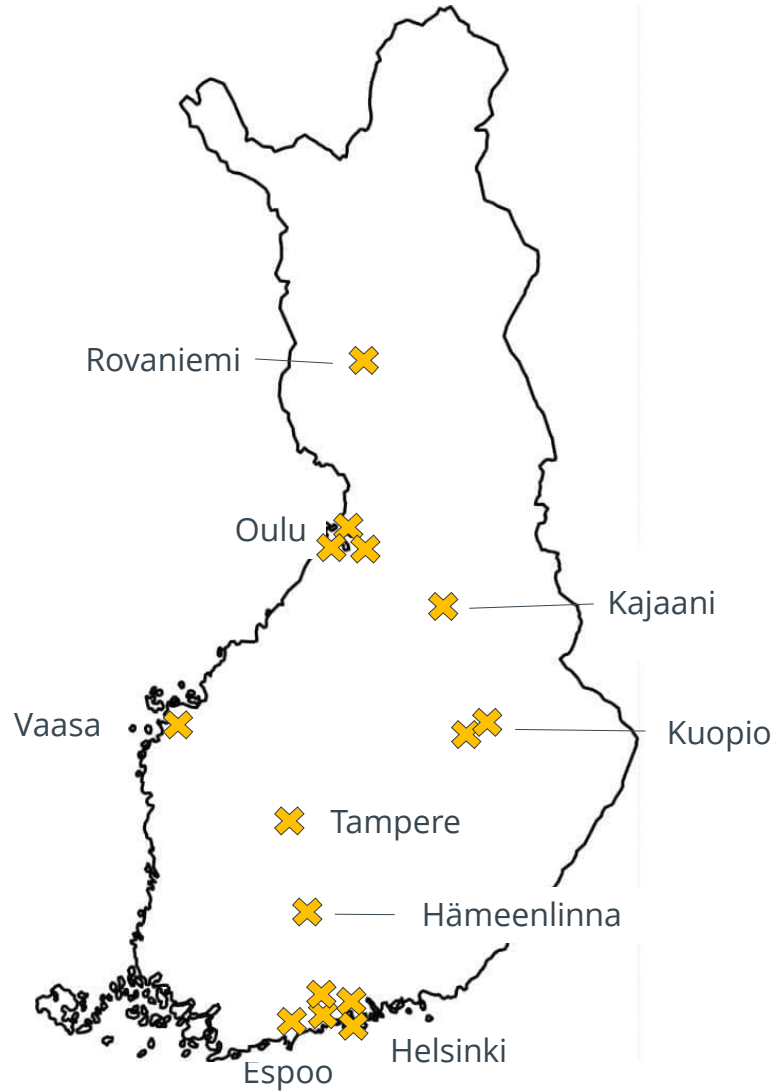 Rovaniemi
Oulu
Kajaani
Vaasa
Kuopio
Tampere
Hämeenlinna
Helsinki
Espoo